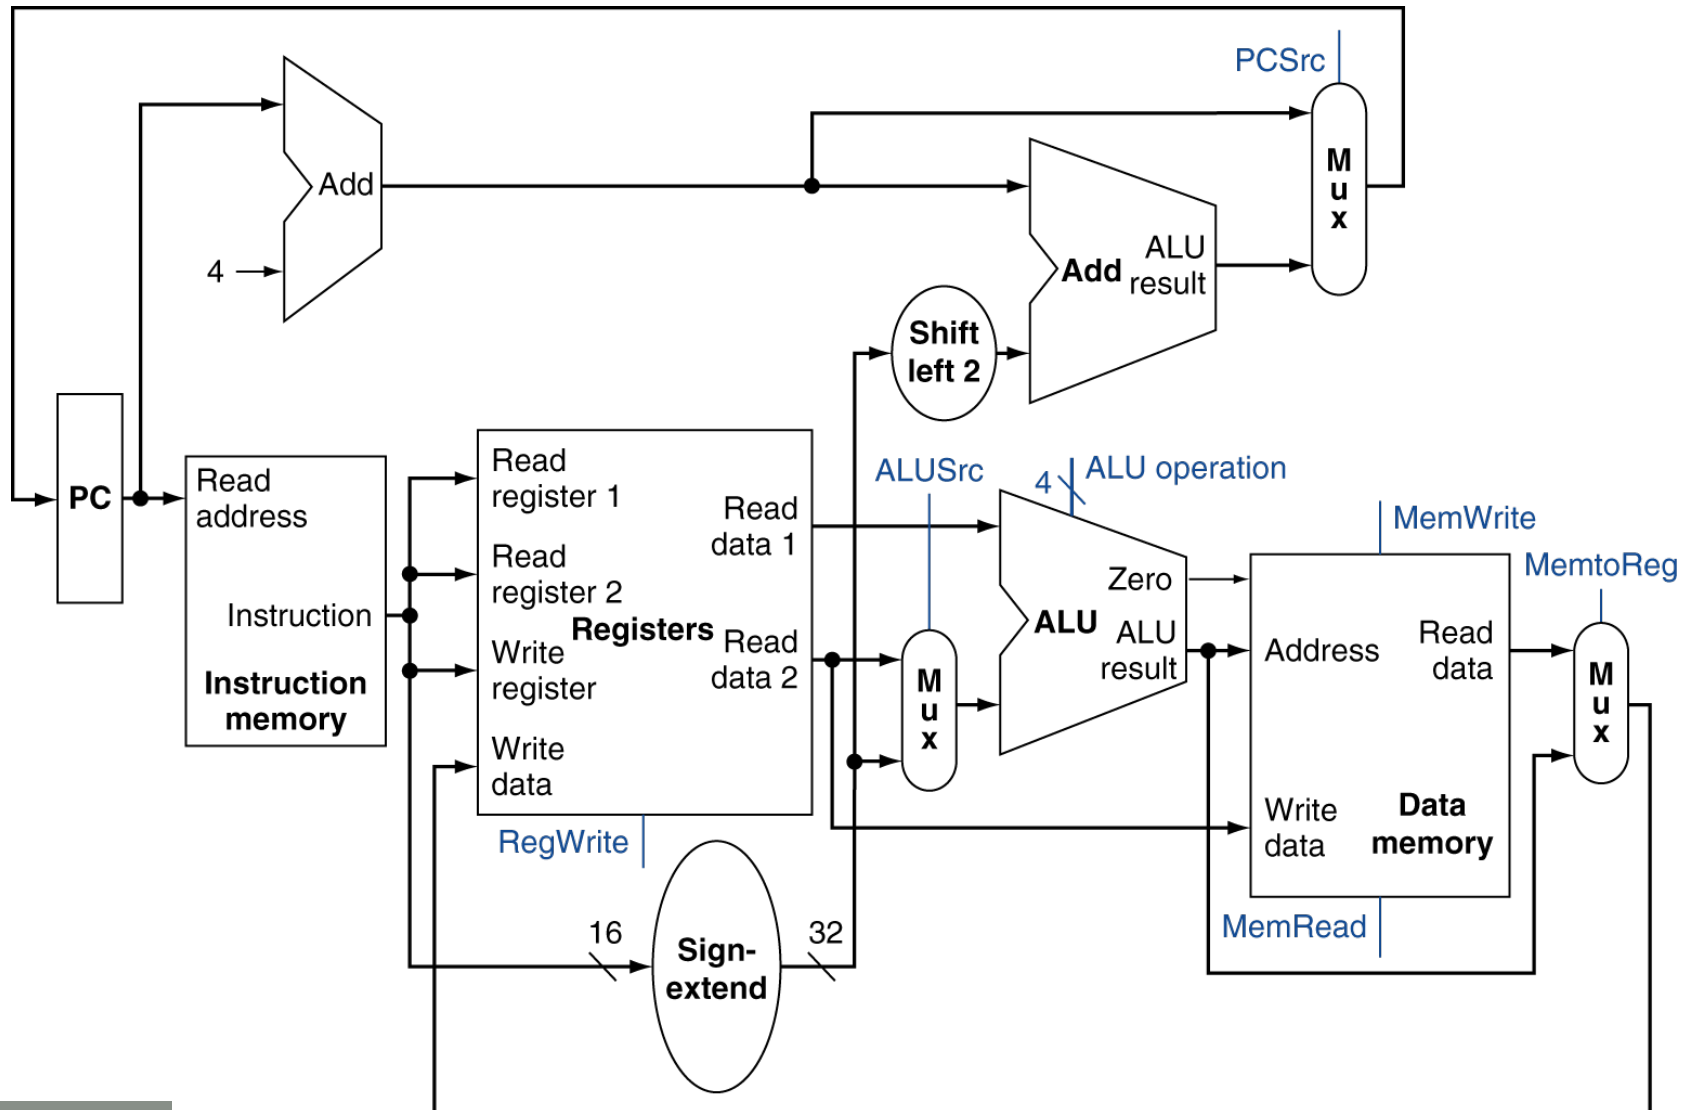 PCSrc
M
u
x
Add
4
Add
ALU
result
Shift
left 2
PC
Read
address
Instruction
Instruction
memory
Read
register 1
Read
register 2
Write
register
Write
data
Registers
Read
data 1
Read
data 2
RegWrite
16
Sign-
extend
32
ALUSrc
M
u
x
4
ALU operation
Zero
ALU
ALU
result
MemWrite
Address
Read
data
Write
data
Data
memory
MemRead
MemtoReg
M
u
x